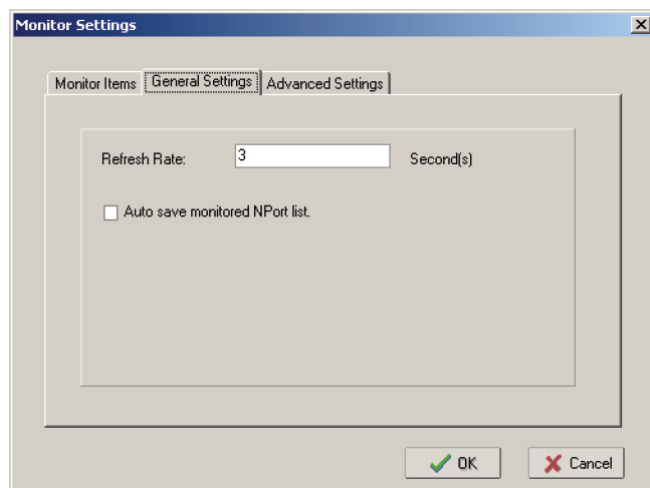 Monitor Settings
Monitor Items General Settings Advanced Settings
Refresh Rate: 3 Second(s)
Auto save monitored NPort list.
OK Cancel